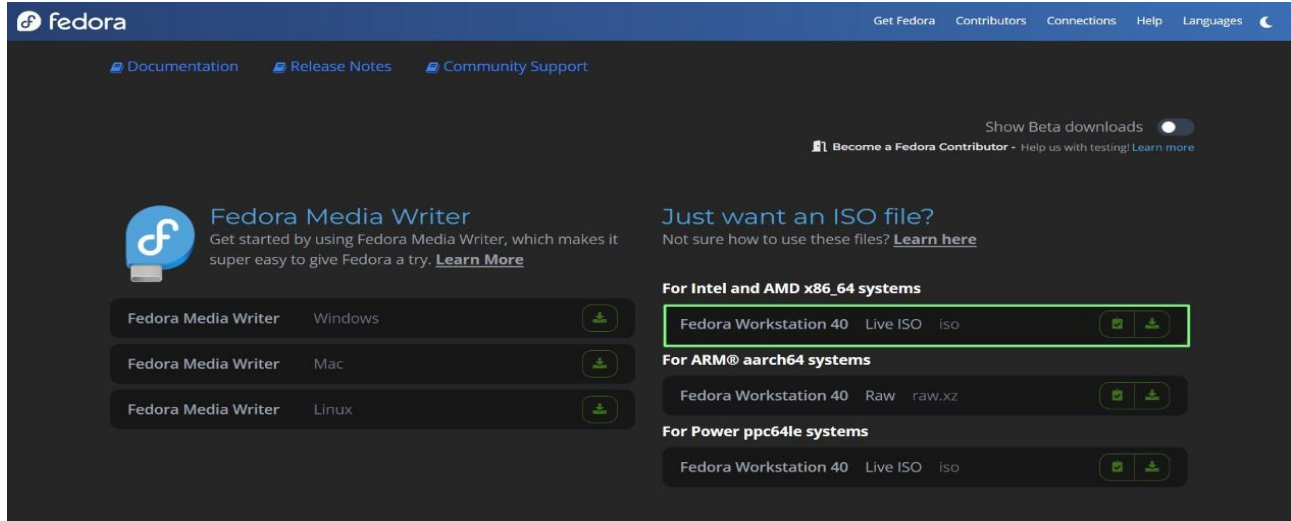 fedora
Get Fedora Contributors Connections Help Languages
Documentation Release Notes Community Support
Show Beta downloads
Become a Fedora Contributor - Help us with testing! Learn more
Fedora Media Writer
Get started by using Fedora Media Writer, which makes it
super easy to give Fedora a try. Learn More
Fedora Media Writer Windows
Fedora Media Writer Mac
Fedora Media Writer Linux
Just want an ISO file?
Not sure how to use these files? Learn here
For Intel and AMD x86_64 systems
Fedora Workstation 40 Live ISO iso
For ARM® aarch64 systems
Fedora Workstation 40 Raw raw.xz
For Power ppc64le systems
Fedora Workstation 40 Live ISO iso